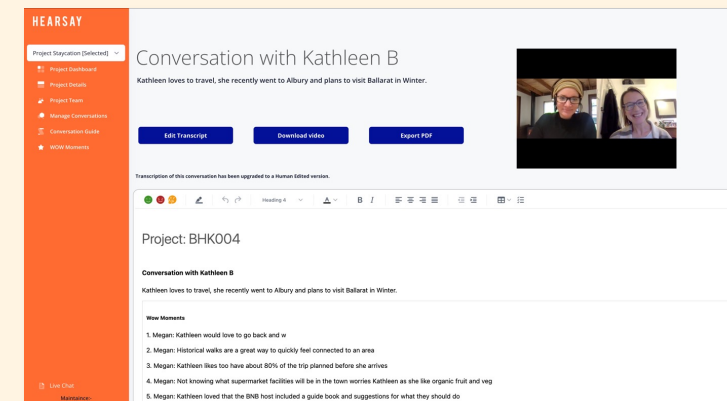 HEARSAY
Project Staycation [Selected]
Project Dashboard
Project Details
Project Team
Manage Conversations
Conversation Guide
WOW Moments
Live Chat
Maintaince-
Conversation with Kathleen B
Kathleen loves to travel, she recently went to Albury and plans to visit Ballarat in Winter.
Edit Transcript
Download video
Export PDF
Transcription of this conversation has been upgraded to a Human Edited version.
Heading 4
A
B I
Project: BHK004
Conversation with Kathleen B
Kathleen loves to travel, she recently went to Albury and plans to visit Ballarat in Winter.
Wow Moments
1. Megan: Kathleen would love to go back and w
2. Megan: Historical walks are a great way to quickly feel connected to an area
3. Megan: Kathleen likes too have about 80% of the trip planned before she arrives
4. Megan: Not knowing what supermarket facilities will be in the town worries Kathleen as she like organic fruit and veg
5. Megan: Kathleen loved that the BNB host included a guide book and suggestions for what they should do